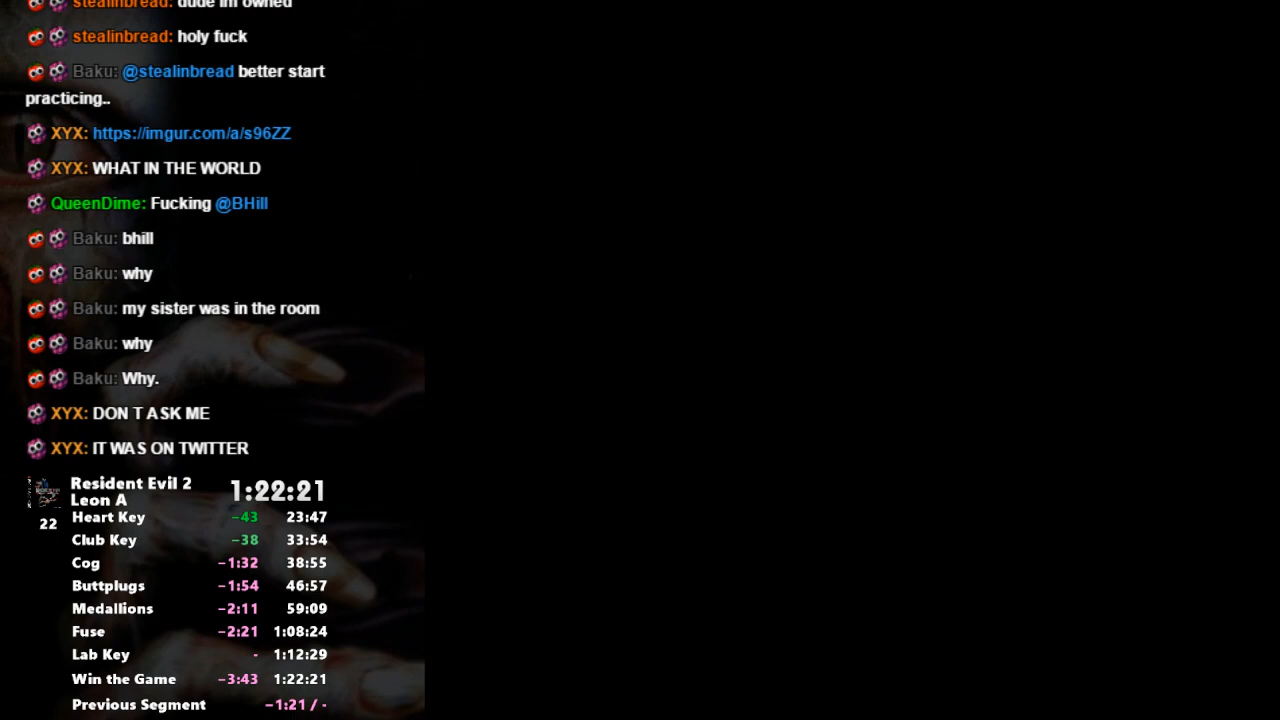 stealinbread: dude im owned
stealinbread: holy fuck
Baku: @stealinbread better start
practicing..
XYX: https://imgur.com/a/s96ZZ
XYX: WHAT IN THE WORLD
QueenDime: Fucking @BHill
Baku: bhill
Baku: why
Baku: my sister was in the room
Baku: why
Baku: Why.
XYX: DON T ASK ME
XYX: IT WAS ON TWITTER
Resident Evil 2
Leon A
1:22:21
22
Heart Key -43 23:47
Club Key -38 33:54
Cog -1:32 38:55
Buttplugs -1:54 46:57
Medallions -2:11 59:09
Fuse -2:21 1:08:24
Lab Key - 1:12:29
Win the Game -3:43 1:22:21
Previous Segment -1:21 / -